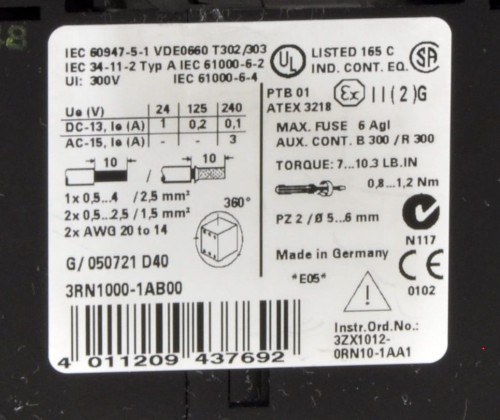 IEC 60947-5-1 VDE0660 T302/303
IEC 34-11-2 Typ A IEC 61000-6-2
UI: 300V IEC 61000-6-4
UL LISTED 165 C
IND. CONT. EQ.
SA
PTB 01
ATEX 3218
Ex II(2)G
Ue (V) 24 125 240
DC-13, Ie (A) 1 0,2 0,1
AC-15, Ie (A) - - 3
MAX. FUSE 6 Agl
AUX. CONT. B 300 / R 300
TORQUE: 7...10.3 LB.IN
0,8...1,2 Nm
10 / 10
1x 0,5...4 / 2,5 mm²
2x 0,5...2,5 / 1,5 mm²
2x AWG 20 to 14
360°
PZ 2 / Ø 5...6 mm
N117
G/ 050721 D40
3RN1000-1AB00
Made in Germany
*E05*
CE
0102
!
Instr.Ord.No.:
3ZX1012-
0RN10-1AA1
4 011209 437692